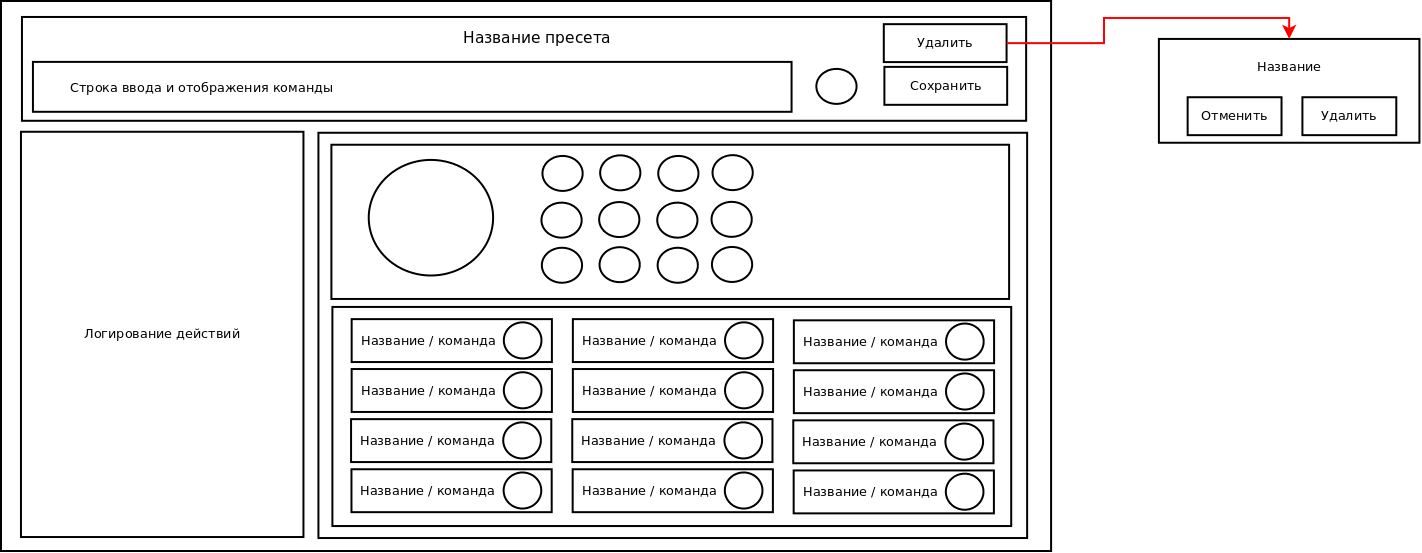 Название пресета
Удалить
Строка ввода и отображения команды
Сохранить
Название
Отменить
Удалить
Логирование действий
Название / команда
Название / команда
Название / команда
Название / команда
Название / команда
Название / команда
Название / команда
Название / команда
Название / команда
Название / команда
Название / команда
Название / команда